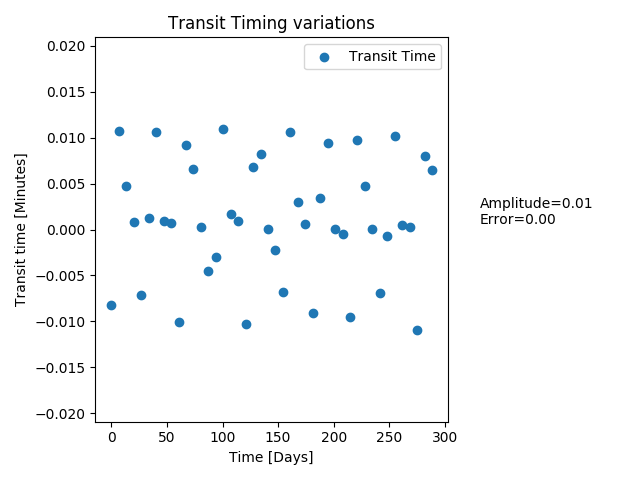 Transit Timing variations
Transit Time
0.020
0.015
0.010
0.005
0.000
−0.005
−0.010
−0.015
−0.020
Transit time [Minutes]
0 50 100 150 200 250 300
Time [Days]
Amplitude=0.01
Error=0.00